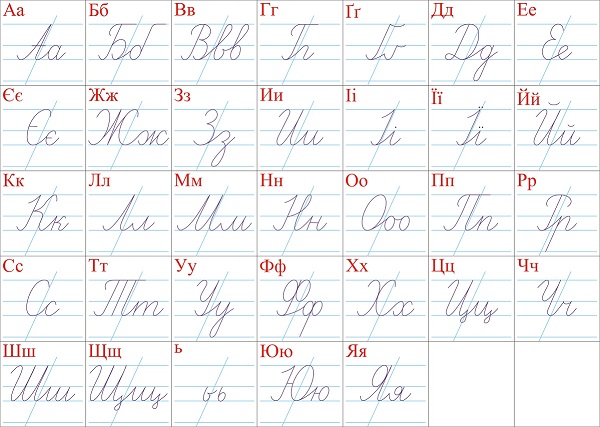 Аа Бб Вв Гг Ґґ Дд Ее
Аа Бб Ввв Гг Ґґ Дд Ее
Єє Жж Зз Ии Іі Її Йй
Єє Жж Зз Ии Іі Її Йй
Кк Лл Мм Нн Оо Пп Рр
Кк Лл Мм Нн Ооо Пп Рр
Сс Тт Уу Фф Хх Цц Чч
Сс Тт Уу Фф Хх Цц Чч
Шш Щщ ь Юю Яя
Шш Щщ ьь Юю Яя